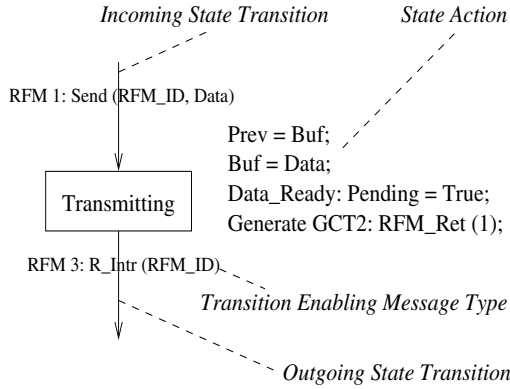 Incoming State Transition
State Action
RFM 1: Send (RFM_ID, Data)
Prev = Buf;
Buf = Data;
Data_Ready: Pending = True;
Generate GCT2: RFM_Ret (1);
Transmitting
RFM 3: R_Intr (RFM_ID)
Transition Enabling Message Type
Outgoing State Transition